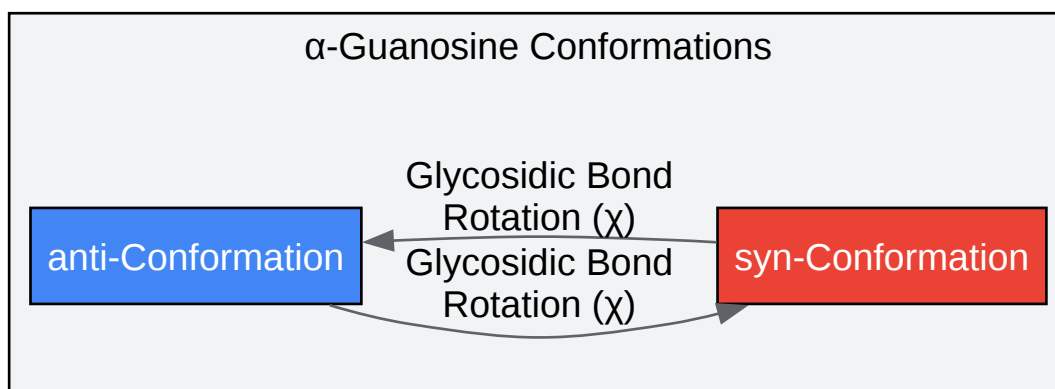 α-Guanosine Conformations
Glycosidic Bond
Rotation (χ)
anti-Conformation
syn-Conformation
Glycosidic Bond
Rotation (χ)